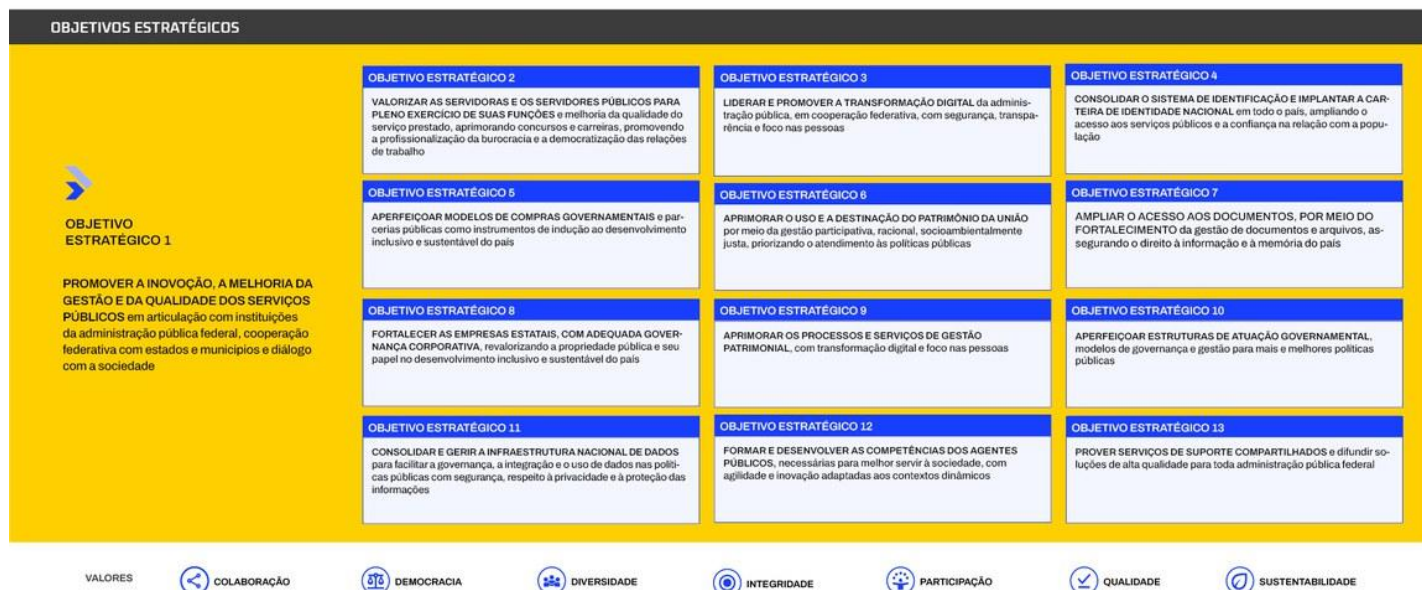 OBJETIVOS ESTRATÉGICOS
OBJETIVO
ESTRATÉGICO 1
PROMOVER A INOVOÇÃO, A MELHORIA DA
GESTÃO E DA QUALIDADE DOS SERVIÇOS
PÚBLICOS em articulação com instituições
da administração pública federal, cooperação
federativa com estados e municipios e diálogo
com a sociedade
OBJETIVO ESTRATÉGICO 2
VALORIZAR AS SERVIDORAS E OS SERVIDORES PÚBLICOS PARA
PLENO EXERCÍCIO DE SUAS FUNÇÕES e melhoria da qualidade do
serviço prestado, aprimorando concursos e carreiras, promovendo
a profissionalização da burocracia e a democratização das relações
de trabalho
OBJETIVO ESTRATÉGICO 3
LIDERAR E PROMOVER A TRANSFORMAÇÃO DIGITAL da adminis-
tração pública, em cooperação federativa, com segurança, transpa-
rência e foco nas pessoas
OBJETIVO ESTRATÉGICO 4
CONSOLIDAR O SISTEMA DE IDENTIFICAÇÃO E IMPLANTAR A CAR-
TEIRA DE IDENTIDADE NACIONAL em todo o país, ampliando o
acesso aos serviços públicos e a confiança na relação com a popu-
lação
OBJETIVO ESTRATÉGICO 5
APERFEIÇOAR MODELOS DE COMPRAS GOVERNAMENTAIS e par-
cerias públicas como instrumentos de indução ao desenvolvimento
inclusivo e sustentável do país
OBJETIVO ESTRATÉGICO 6
APRIMORAR O USO E A DESTINAÇÃO DO PATRIMÔNIO DA UNIÃO
por meio da gestão participativa, racional, socioambientalmente
justa, priorizando o atendimento às políticas públicas
OBJETIVO ESTRATÉGICO 7
AMPLIAR O ACESSO AOS DOCUMENTOS, POR MEIO DO
FORTALECIMENTO da gestão de documentos e arquivos, as-
segurando o direito à informação e à memória do país
OBJETIVO ESTRATÉGICO 8
FORTALECER AS EMPRESAS ESTATAIS, COM ADEQUADA GOVER-
NANÇA CORPORATIVA, revalorizando a propriedade pública e seu
papel no desenvolvimento inclusivo e sustentável do país
OBJETIVO ESTRATÉGICO 9
APRIMORAR OS PROCESSOS E SERVIÇOS DE GESTÃO
PATRIMONIAL, com transformação digital e foco nas pessoas
OBJETIVO ESTRATÉGICO 10
APERFEIÇOAR ESTRUTURAS DE ATUAÇÃO GOVERNAMENTAL,
modelos de governança e gestão para mais e melhores políticas
públicas
OBJETIVO ESTRATÉGICO 11
CONSOLIDAR E GERIR A INFRAESTRUTURA NACIONAL DE DADOS
para facilitar a governança, a integração e o uso de dados nas políti-
cas públicas com segurança, respeito à privacidade e à proteção das
informações
OBJETIVO ESTRATÉGICO 12
FORMAR E DESENVOLVER AS COMPETÊNCIAS DOS AGENTES
PÚBLICOS, necessárias para melhor servir à sociedade, com
agilidade e inovação adaptadas aos contextos dinâmicos
OBJETIVO ESTRATÉGICO 13
PROVER SERVIÇOS DE SUPORTE COMPARTILHADOS e difundir so-
luções de alta qualidade para toda administração pública federal
VALORES COLABORAÇÃO DEMOCRACIA DIVERSIDADE INTEGRIDADE PARTICIPAÇÃO QUALIDADE SUSTENTABILIDADE